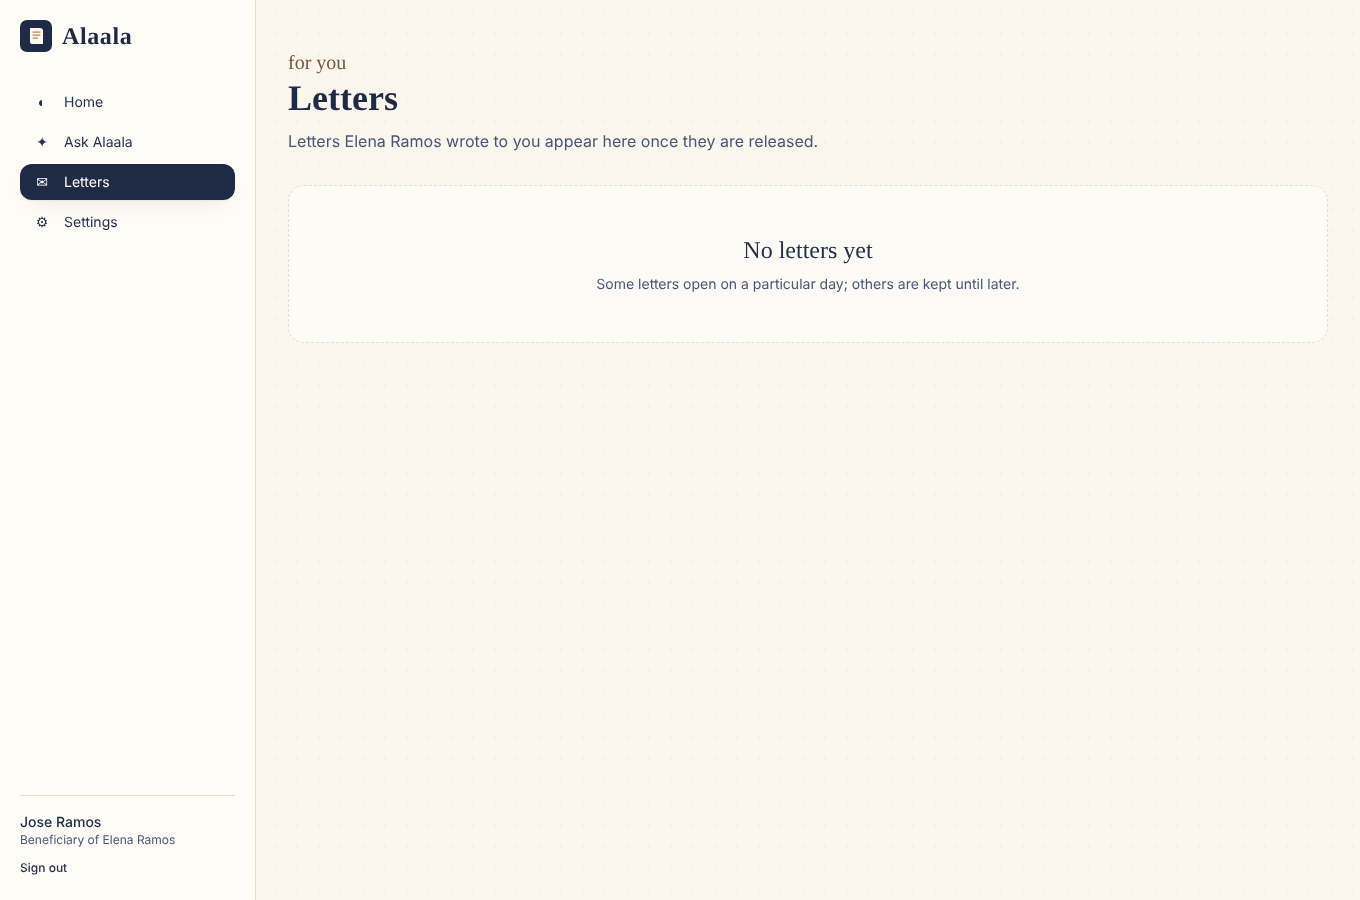 Alaala
Home
Ask Alaala
Letters
Settings
for you
Letters
Letters Elena Ramos wrote to you appear here once they are released.
No letters yet
Some letters open on a particular day; others are kept until later.
Jose Ramos
Beneficiary of Elena Ramos
Sign out